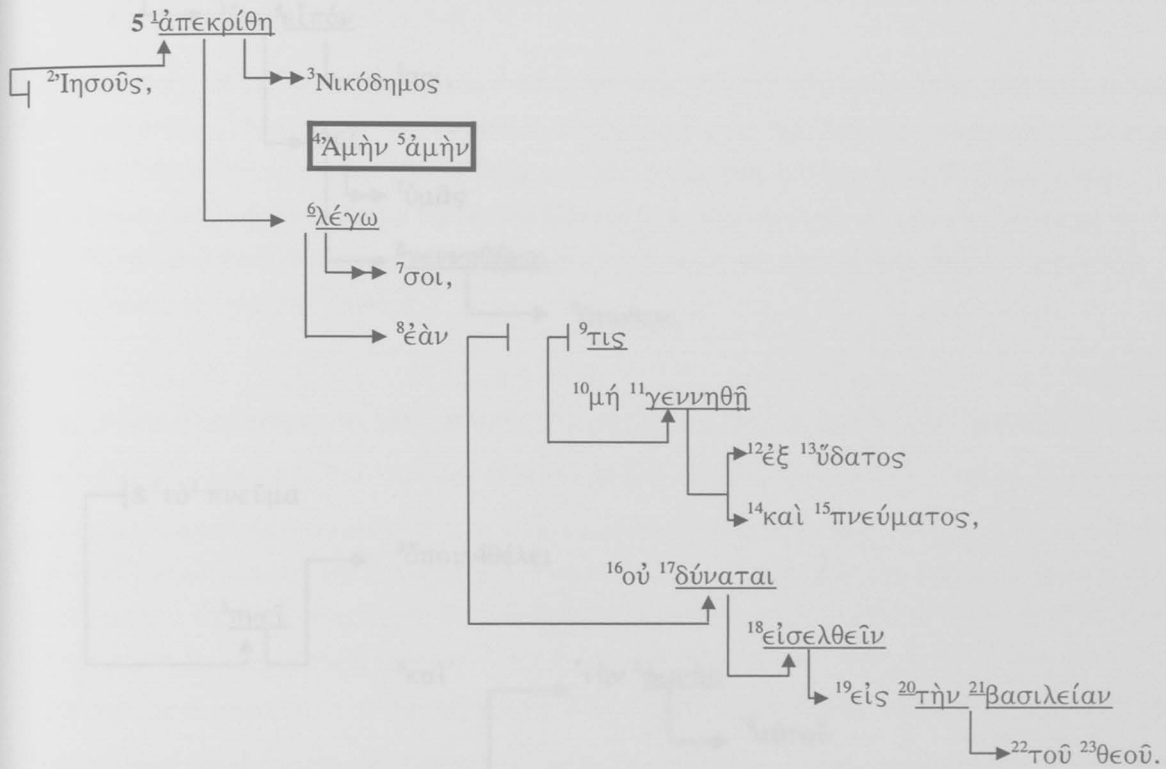 5 ¹ἀπεκρίθη
²Ἰησοῦς,
³Νικόδημος
⁴Ἀμὴν ⁵ἀμὴν
⁶λέγω
⁷σοι,
⁸ἐὰν
⁹τις
¹⁰μή ¹¹γεννηθῇ
¹²ἐξ ¹³ὕδατος
¹⁴καὶ ¹⁵πνεύματος,
¹⁶οὐ ¹⁷δύναται
¹⁸εἰσελθεῖν
¹⁹εἰς ²⁰τὴν ²¹βασιλείαν
²²τοῦ ²³θεοῦ.